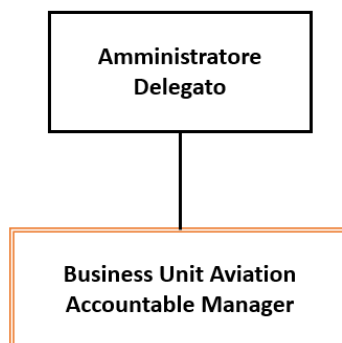 Amministratore
Delegato
Business Unit Aviation
Accountable Manager